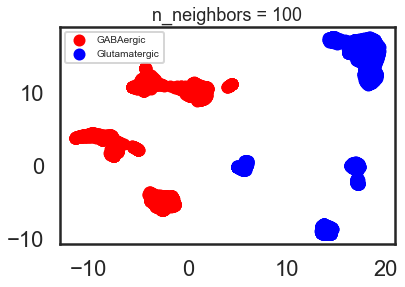 n_neighbors = 100
GABAergic
Glutamatergic
10
0
−10
−10 0 10 20